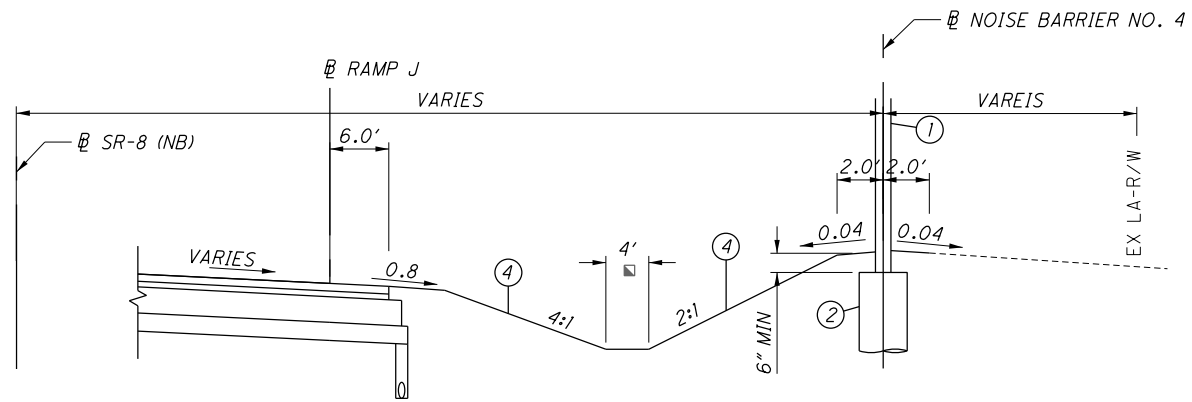 ℄ NOISE BARRIER NO. 4
℄ RAMP J
VARIES
VAREIS
℄ SR-8 (NB)
6.0'
1
2.0'
2.0'
EX LA-R/W
0.04
0.04
VARIES
0.8
4
4'
4
4:1
2:1
6" MIN
2